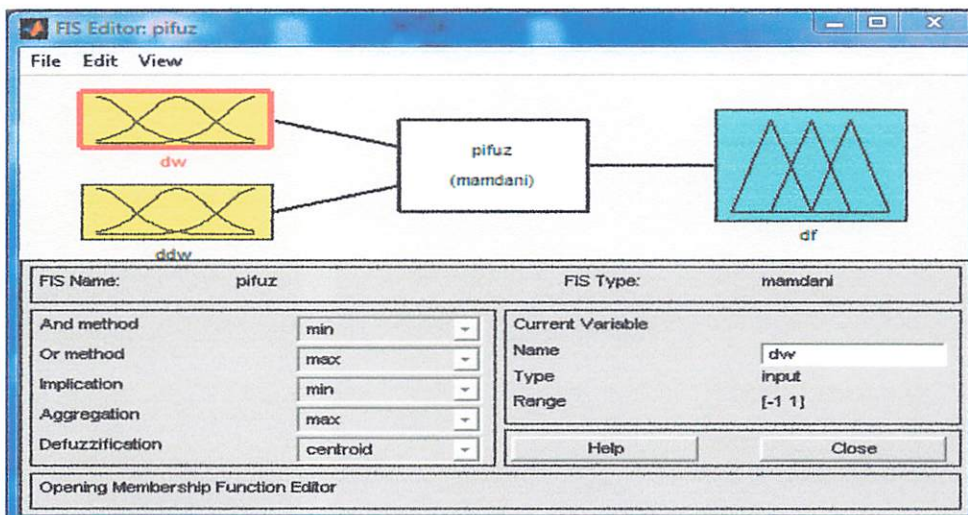 FIS Editor: pifuz
File Edit View
dw
ddw
pifuz
(mamdani)
df
FIS Name: pifuz FIS Type: mamdani
And method min
Or method max
Implication min
Aggregation max
Defuzzification centroid
Current Variable
Name dw
Type input
Range [-1 1]
Help Close
Opening Membership Function Editor